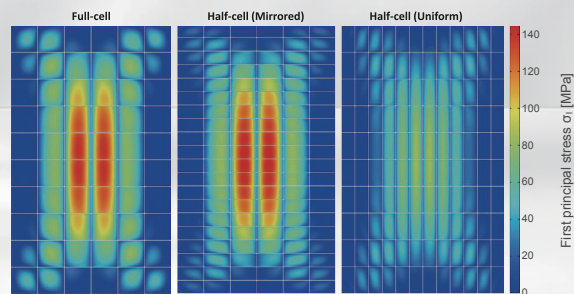 Full-cell
Half-cell (Mirrored)
Half-cell (Uniform)
140
120
100
80
60
40
20
0
First principal stress σ₁ [MPa]